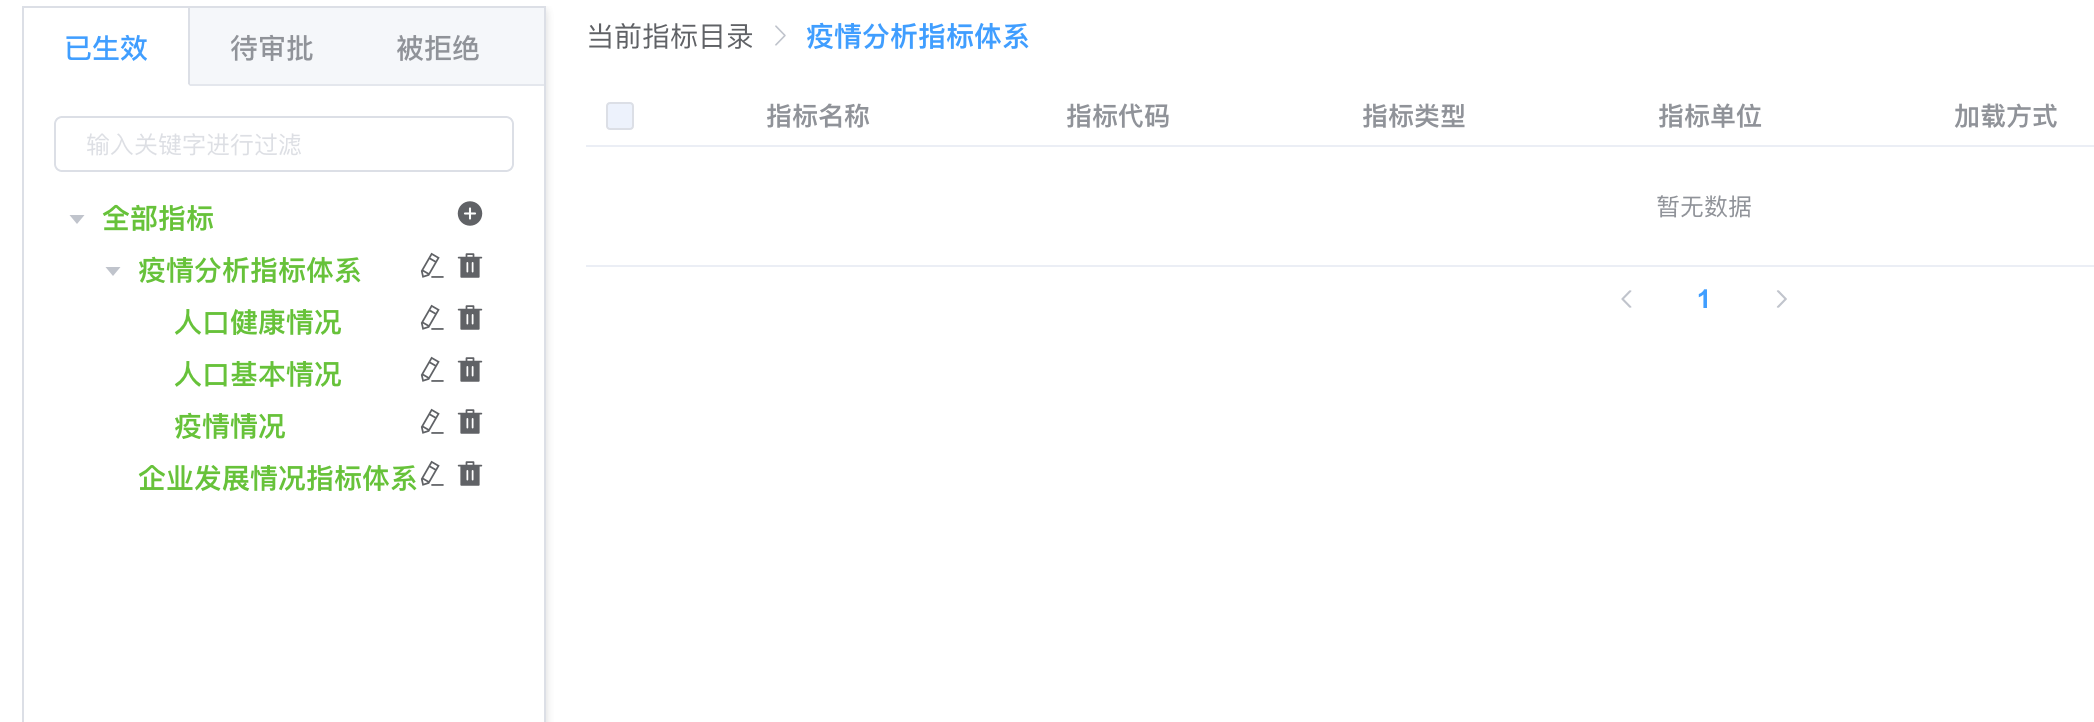 已生效 待审批 被拒绝
输入关键字进行过滤
全部指标
疫情分析指标体系
人口健康情况
人口基本情况
疫情情况
企业发展情况指标体系
当前指标目录 > 疫情分析指标体系
指标名称 指标代码 指标类型 指标单位 加载方式
暂无数据
1